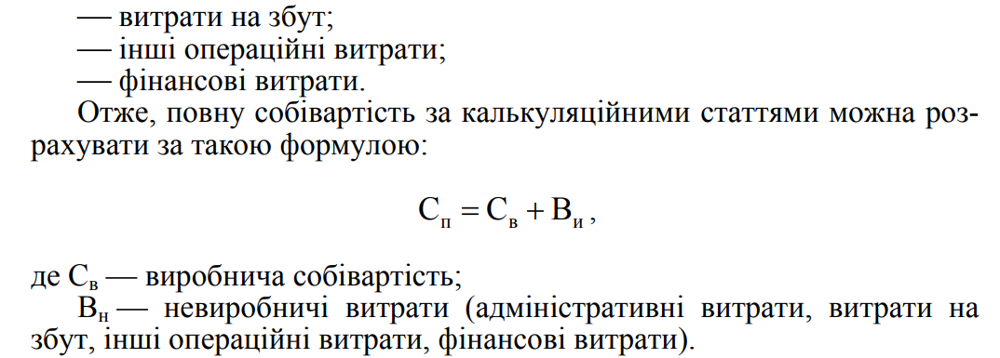 — витрати на збут;
— інші операційні витрати;
— фінансові витрати.
Отже, повну собівартість за калькуляційними статтями можна роз-
рахувати за такою формулою:
Сп = Св + Ви ,
де Св — виробнича собівартість;
Вн — невиробничі витрати (адміністративні витрати, витрати на
збут, інші операційні витрати, фінансові витрати).